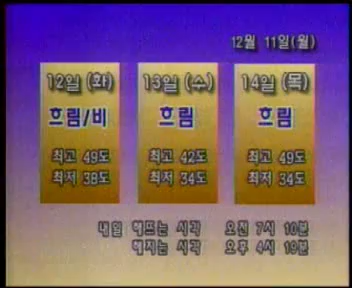 12월 11일(월)
12일 (화)
흐림/비
최고 49도
최저 38도
13일 (수)
흐림
최고 42도
최저 34도
14일 (목)
흐림
최고 49도
최저 34도
내일 해뜨는 시각 오전 7시 10분
해지는 시각 오후 4시 19분